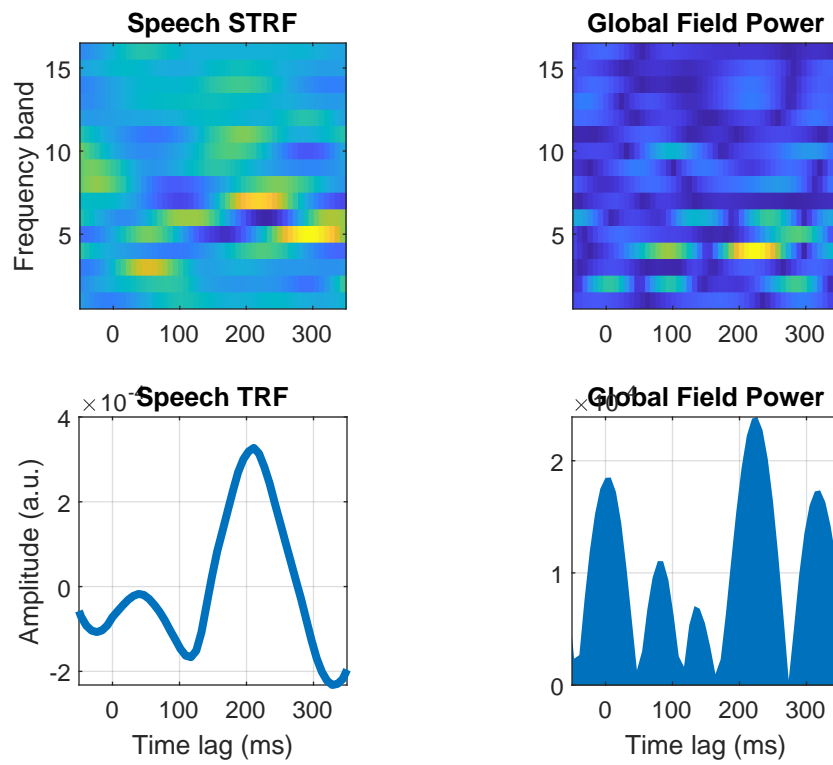 Speech STRF
15
10
5
Frequency band
0 100 200 300
Global Field Power
15
10
5
0 100 200 300
Speech TRF
×10-4
4
2
0
-2
Amplitude (a.u.)
0 100 200 300
Time lag (ms)
Global Field Power
2
1
0
0 100 200 300
Time lag (ms)